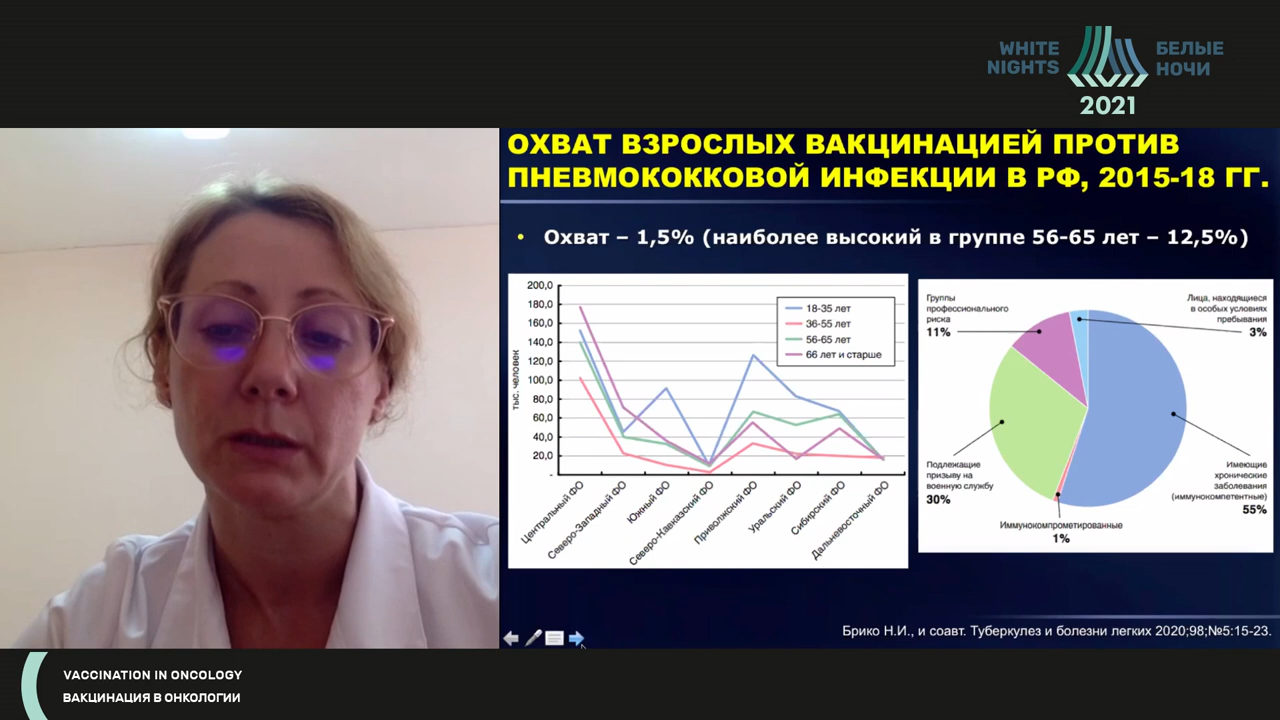 WHITE NIGHTS
БЕЛЫЕ НОЧИ
2021
ОХВАТ ВЗРОСЛЫХ ВАКЦИНАЦИЕЙ ПРОТИВ
ПНЕВМОКОККОВОЙ ИНФЕКЦИИ В РФ, 2015-18 ГГ.
• Охват – 1,5% (наиболее высокий в группе 56-65 лет – 12,5%)
тыс. человек
200,0
180,0
160,0
140,0
120,0
100,0
80,0
60,0
40,0
20,0
-
18-35 лет
36-55 лет
56-65 лет
66 лет и старше
Центральный ФО
Северо-Западный ФО
Южный ФО
Северо-Кавказский ФО
Приволжский ФО
Уральский ФО
Сибирский ФО
Дальневосточный ФО
Группы
профессионального
риска
11%
Лица, находящиеся
в особых условиях
пребывания
3%
Подлежащие
призыву на
военную службу
30%
Имеющие
хронические
заболевания
(иммунокомпетентные)
55%
Иммунокомпрометированные
1%
Брико Н.И., и соавт. Туберкулез и болезни легких 2020;98;№5:15-23.
VACCINATION IN ONCOLOGY
ВАКЦИНАЦИЯ В ОНКОЛОГИИ